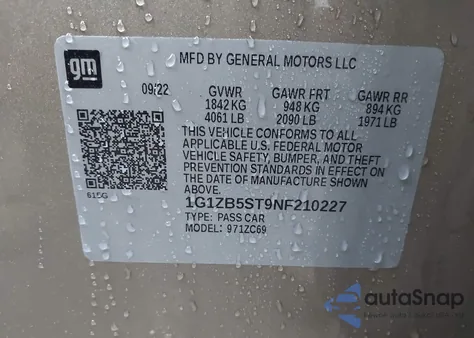 gm
MFD BY GENERAL MOTORS LLC
09/22 GVWR GAWR FRT GAWR RR
1842 KG 948 KG 894 KG
4061 LB 2090 LB 1971 LB
THIS VEHICLE CONFORMS TO ALL
APPLICABLE U.S. FEDERAL MOTOR
VEHICLE SAFETY, BUMPER, AND THEFT
PREVENTION STANDARDS IN EFFECT ON
THE DATE OF MANUFACTURE SHOWN
ABOVE.
615G
1G1ZB5ST9NF210227
TYPE: PASS CAR
971ZC69
autoSnap